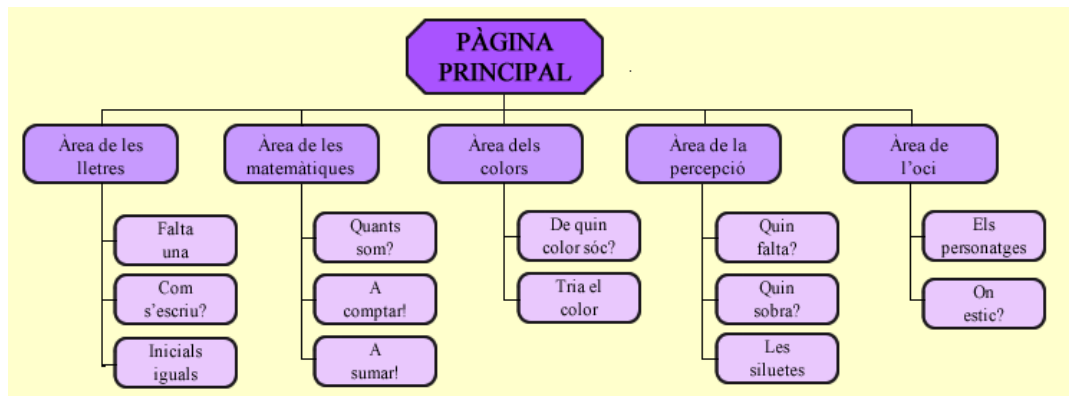 PÀGINA
PRINCIPAL
Àrea de les
lletres
Falta
una
Com
s'escriu?
Inicials
iguals
Àrea de les
matemàtiques
Quants
som?
A
comptar!
A
sumar!
Àrea dels
colors
De quin
color sóc?
Tria el
color
Àrea de la
percepció
Quin
falta?
Quin
sobra?
Les
siluetes
Àrea de
l'oci
Els
personatges
On
estic?